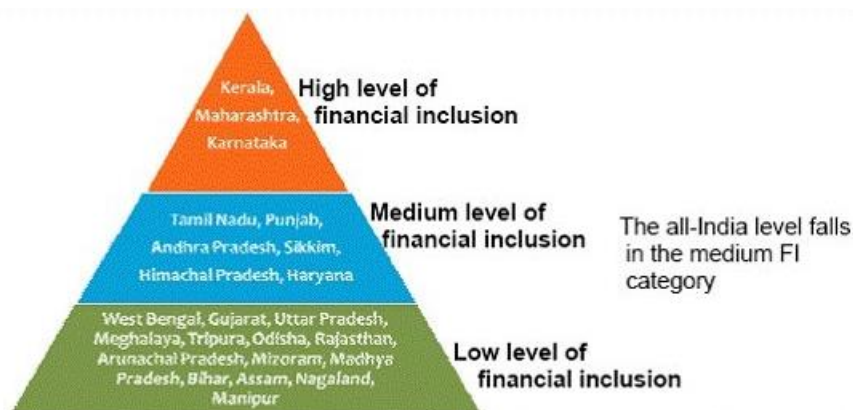 Kerala,
Maharashtra,
Karnataka
High level of
financial inclusion
Tamil Nadu, Punjab,
Andhra Pradesh, Sikkim,
Himachal Pradesh, Haryana
Medium level of
financial inclusion
The all-India level falls
in the medium FI
category
West Bengal, Gujarat, Uttar Pradesh,
Meghalaya, Tripura, Odisha, Rajasthan,
Arunachal Pradesh, Mizoram, Madhya
Pradesh, Bihar, Assam, Nagaland,
Manipur
Low level of
financial inclusion